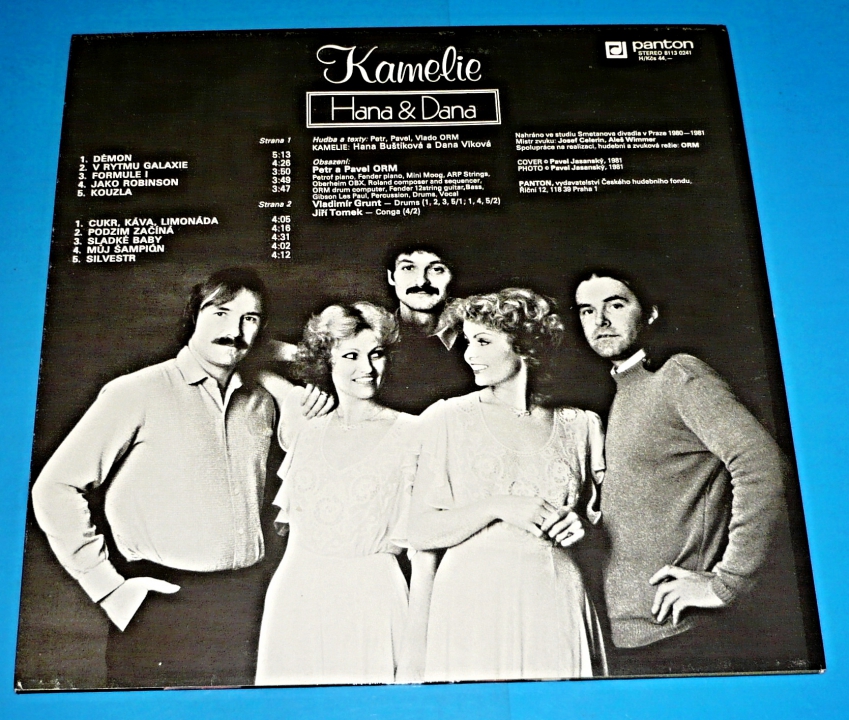 Kamelie
Hana & Dana
panton
STEREO 8113 0241
H/Kčs 44,—
Strana 1
1. DÉMON 5:13
2. V RYTMU GALAXIE 4:26
3. FORMULE I 3:50
4. JAKO ROBINSON 3:49
5. KOUZLA 3:47
Strana 2
1. CUKR, KÁVA, LIMONÁDA 4:05
2. PODZIM ZAČÍNÁ 4:16
3. SLADKÉ BABY 4:31
4. MŮJ ŠAMPIÓN 4:02
5. SILVESTR 4:12
Hudba a texty: Petr, Pavel, Vlado ORM
KAMELIE: Hana Buštíková a Dana Vlková
Obsazení:
Petr a Pavel ORM
Petrof piano, Fender piano, Mini Moog, ARP Strings,
Oberheim OBX, Roland composer and sequencer,
ORM drum computer, Fender 12string guitar, Bass,
Gibson Les Paul, Percussion, Drums, Vocal
Vladimír Grunt — Drums (1, 2, 3, 5/1; 1, 4, 5/2)
Jiří Tomek — Conga (4/2)
Nahráno ve studiu Smetanova divadla v Praze 1980—1981
Mistr zvuku: Josef Celerin, Aleš Wimmer
Spolupráce na realizaci, hudební a zvuková režie: ORM
COVER © Pavel Jasanský, 1981
PHOTO © Pavel Jasanský, 1981
PANTON, vydavatelství Českého hudebního fondu,
Říční 12, 118 39 Praha 1